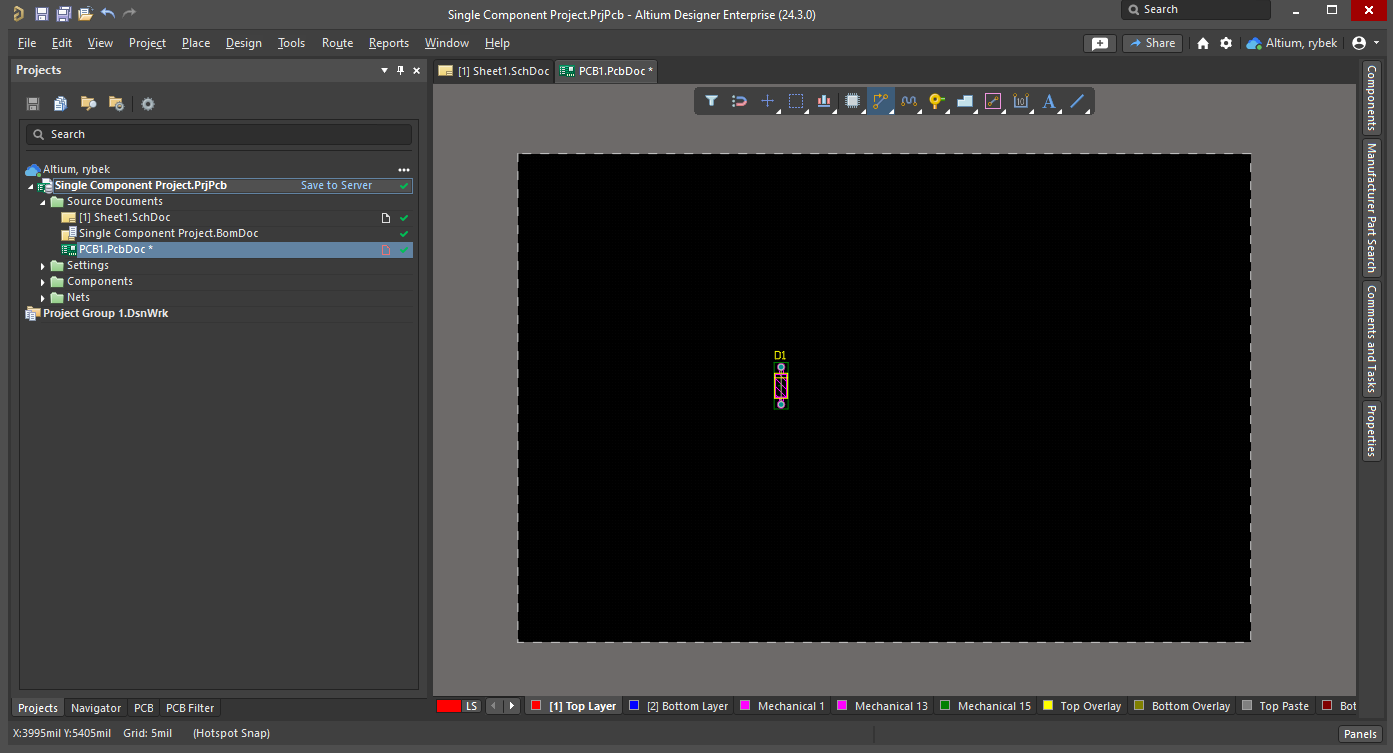 Single Component Project.PrjPcb - Altium Designer Enterprise (24.3.0)
Search
File Edit View Project Place Design Tools Route Reports Window Help
Share
Altium, rybek
Projects
[1] Sheet1.SchDoc
PCB1.PcbDoc *
Search
Altium, rybek
Single Component Project.PrjPcb Save to Server
Source Documents
[1] Sheet1.SchDoc
Single Component Project.BomDoc
PCB1.PcbDoc *
Settings
Components
Nets
Project Group 1.DsnWrk
10
A
D1
Components
Manufacturer Part Search
Comments and Tasks
Properties
Projects Navigator PCB PCB Filter
LS
[1] Top Layer
[2] Bottom Layer
Mechanical 1
Mechanical 13
Mechanical 15
Top Overlay
Bottom Overlay
Top Paste
Bot
X:3995mil Y:5405mil Grid: 5mil (Hotspot Snap)
Panels